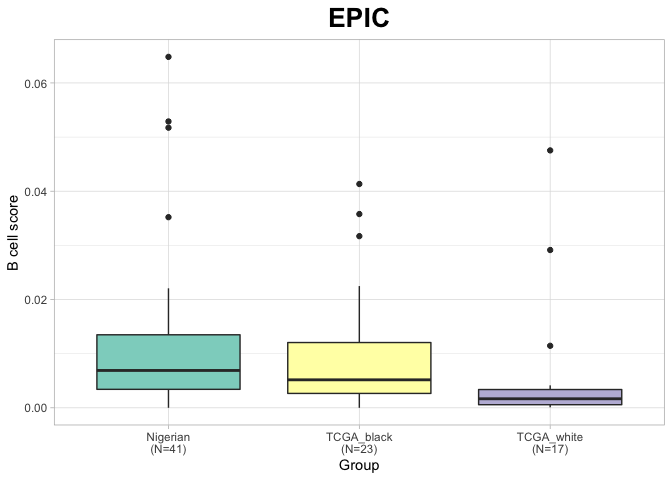 EPIC
0.06
0.04
0.02
0.00
B cell score
Nigerian
(N=41)
TCGA_black
(N=23)
TCGA_white
(N=17)
Group